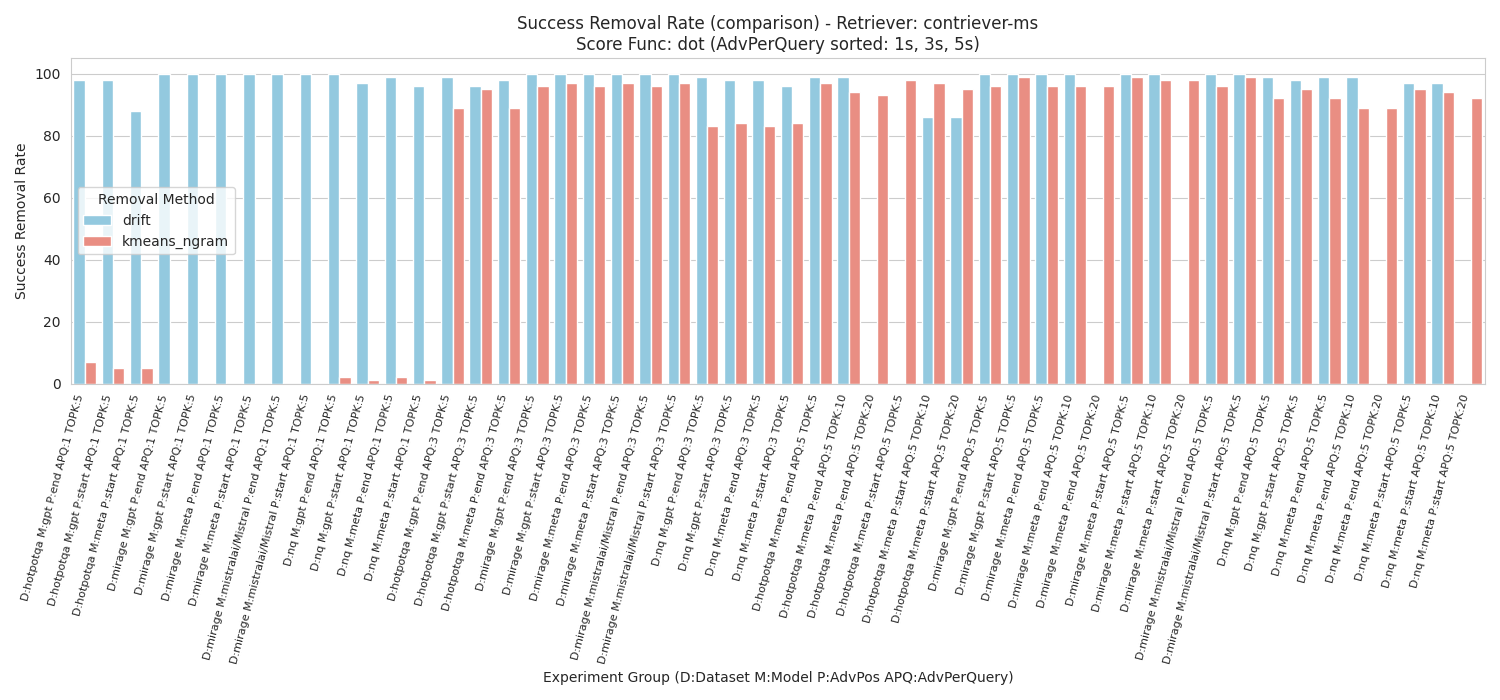 Success Removal Rate (comparison) - Retriever: contriever-ms
Score Func: dot (AdvPerQuery sorted: 1s, 3s, 5s)
Success Removal Rate
100
80
60
40
20
0
Removal Method
drift
kmeans_ngram
D:hotpotqa M:gpt P:end APQ:1 TOPK:5
D:hotpotqa M:gpt P:start APQ:1 TOPK:5
D:hotpotqa M:meta P:start APQ:1 TOPK:5
D:mirage M:gpt P:end APQ:1 TOPK:5
D:mirage M:gpt P:start APQ:1 TOPK:5
D:mirage M:meta P:end APQ:1 TOPK:5
D:mirage M:meta P:start APQ:1 TOPK:5
D:mirage M:mistralai/Mistral P:end APQ:1 TOPK:5
D:mirage M:mistralai/Mistral P:start APQ:1 TOPK:5
D:nq M:gpt P:end APQ:1 TOPK:5
D:nq M:gpt P:start APQ:1 TOPK:5
D:nq M:meta P:end APQ:1 TOPK:5
D:nq M:meta P:start APQ:1 TOPK:5
D:hotpotqa M:gpt P:end APQ:3 TOPK:5
D:hotpotqa M:gpt P:start APQ:3 TOPK:5
D:hotpotqa M:meta P:end APQ:3 TOPK:5
D:mirage M:gpt P:end APQ:3 TOPK:5
D:mirage M:gpt P:start APQ:3 TOPK:5
D:mirage M:meta P:end APQ:3 TOPK:5
D:mirage M:meta P:start APQ:3 TOPK:5
D:mirage M:mistralai/Mistral P:end APQ:3 TOPK:5
D:mirage M:mistralai/Mistral P:start APQ:3 TOPK:5
D:nq M:gpt P:end APQ:3 TOPK:5
D:nq M:gpt P:start APQ:3 TOPK:5
D:nq M:meta P:end APQ:3 TOPK:5
D:nq M:meta P:start APQ:3 TOPK:5
D:hotpotqa M:meta P:end APQ:5 TOPK:5
D:hotpotqa M:meta P:end APQ:5 TOPK:10
D:hotpotqa M:meta P:end APQ:5 TOPK:20
D:hotpotqa M:meta P:start APQ:5 TOPK:5
D:hotpotqa M:meta P:start APQ:5 TOPK:10
D:hotpotqa M:meta P:start APQ:5 TOPK:20
D:mirage M:gpt P:end APQ:5 TOPK:5
D:mirage M:gpt P:start APQ:5 TOPK:5
D:mirage M:meta P:end APQ:5 TOPK:5
D:mirage M:meta P:end APQ:5 TOPK:10
D:mirage M:meta P:end APQ:5 TOPK:20
D:mirage M:meta P:start APQ:5 TOPK:5
D:mirage M:meta P:start APQ:5 TOPK:10
D:mirage M:meta P:start APQ:5 TOPK:20
D:mirage M:mistralai/Mistral P:end APQ:5 TOPK:5
D:mirage M:mistralai/Mistral P:start APQ:5 TOPK:5
D:nq M:gpt P:end APQ:5 TOPK:5
D:nq M:gpt P:start APQ:5 TOPK:5
D:nq M:meta P:end APQ:5 TOPK:5
D:nq M:meta P:end APQ:5 TOPK:10
D:nq M:meta P:end APQ:5 TOPK:20
D:nq M:meta P:start APQ:5 TOPK:5
D:nq M:meta P:start APQ:5 TOPK:10
D:nq M:meta P:start APQ:5 TOPK:20
Experiment Group (D:Dataset M:Model P:AdvPos APQ:AdvPerQuery)